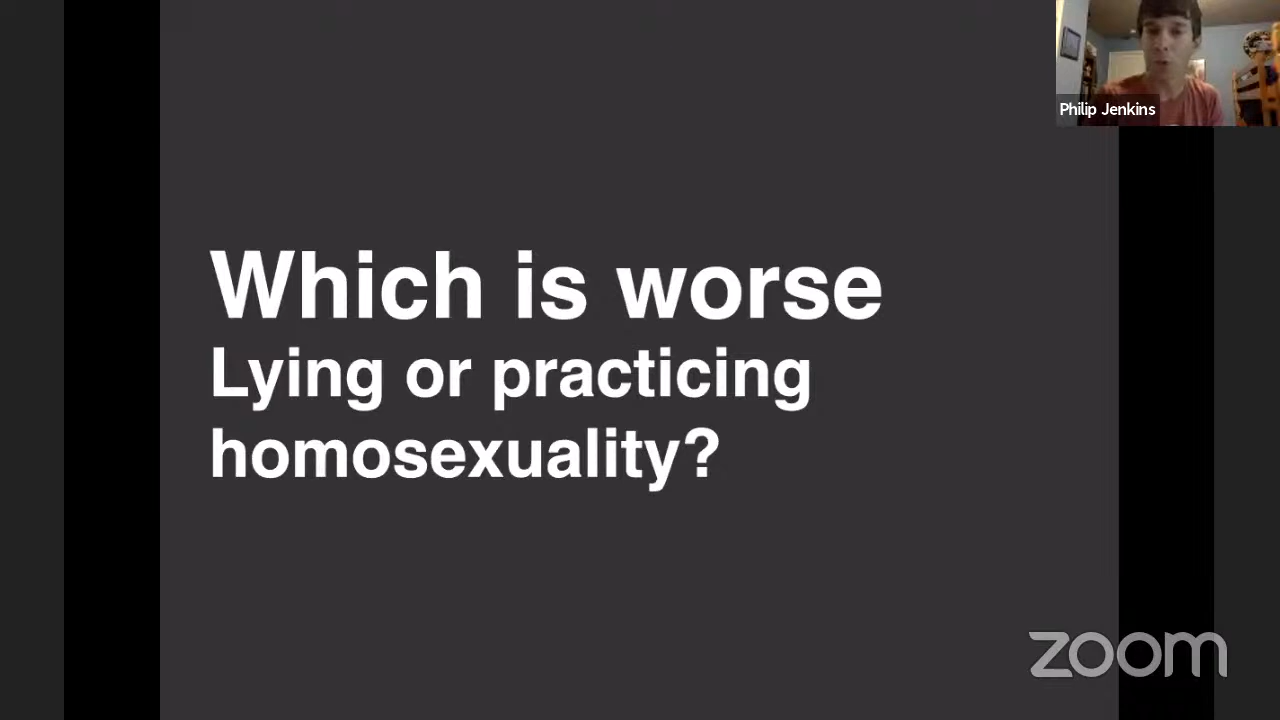 Philip Jenkins
Which is worse
Lying or practicing
homosexuality?
zoom